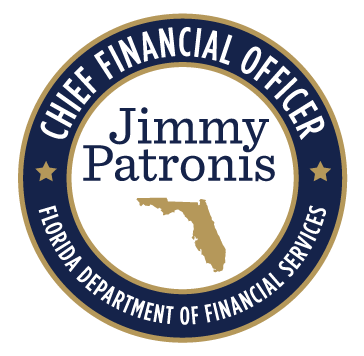 CHIEF FINANCIAL OFFICER
Jimmy
Patronis
FLORIDA DEPARTMENT OF FINANCIAL SERVICES